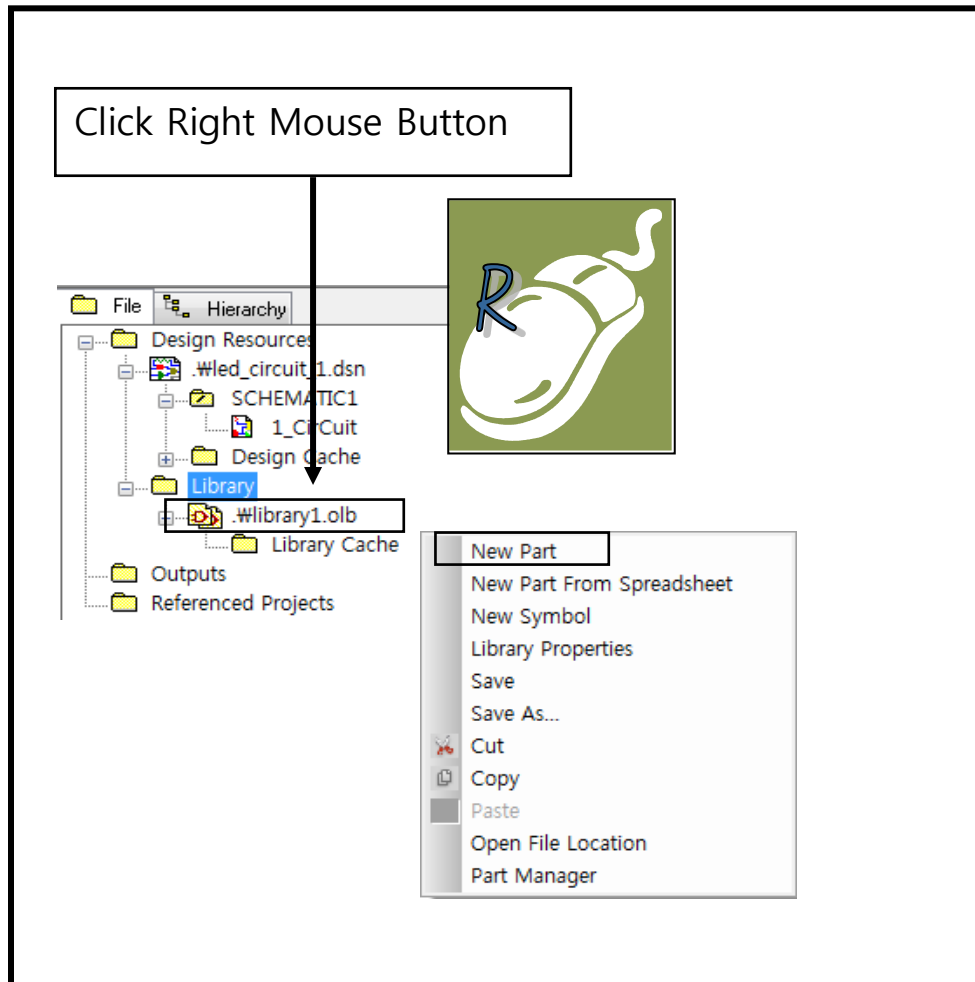 Click Right Mouse Button
R
File Hierarchy
Design Resources
.₩led_circuit_1.dsn
SCHEMATIC1
1_CirCuit
Design Cache
Library
.₩library1.olb
Library Cache
Outputs
Referenced Projects
New Part
New Part From Spreadsheet
New Symbol
Library Properties
Save
Save As...
Cut
Copy
Paste
Open File Location
Part Manager